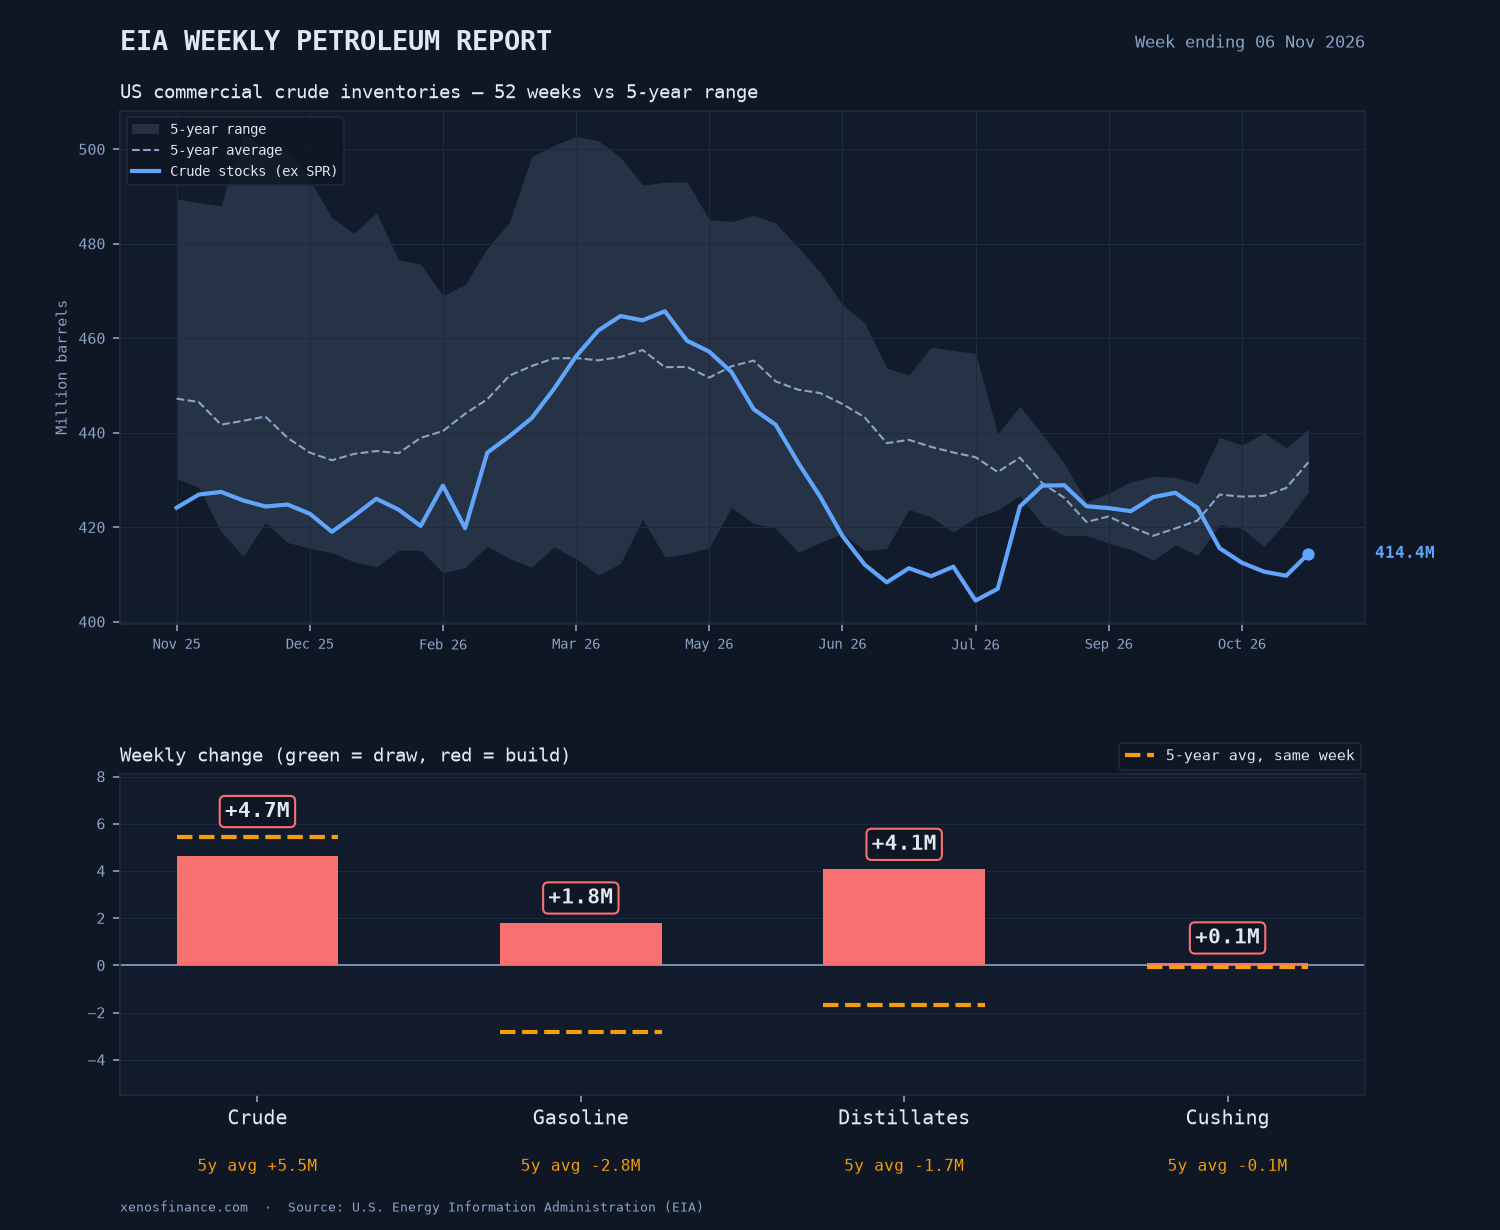 EIA WEEKLY PETROLEUM REPORT
Week ending 06 Nov 2026
US commercial crude inventories — 52 weeks vs 5-year range
5-year range
5-year average
Crude stocks (ex SPR)
Million barrels
500
480
460
440
420
400
414.4M
Nov 25 Dec 25 Feb 26 Mar 26 May 26 Jun 26 Jul 26 Sep 26 Oct 26
Weekly change (green = draw, red = build)
5-year avg, same week
8
6
4
2
0
−2
−4
+4.7M
+1.8M
+4.1M
+0.1M
Crude Gasoline Distillates Cushing
5y avg +5.5M 5y avg -2.8M 5y avg -1.7M 5y avg -0.1M
xenosfinance.com · Source: U.S. Energy Information Administration (EIA)